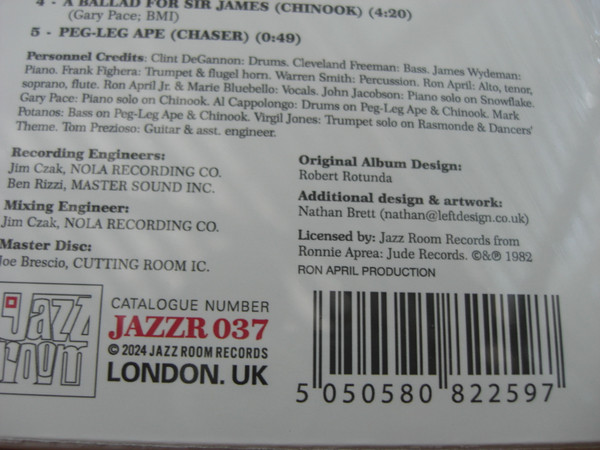 4 - A BALLAD FOR SIR JAMES (CHINOOK) (4:20)
(Gary Pace; BMI)
5 - PEG-LEG APE (CHASER) (0:49)
Personnel Credits: Clint DeGannon: Drums. Cleveland Freeman: Bass. James Wydeman:
Piano. Frank Fighera: Trumpet & flugel horn. Warren Smith: Percussion. Ron April: Alto, tenor,
soprano, flute. Ron April Jr. & Marie Bluebello: Vocals. John Jacobson: Piano solo on Snowflake.
Gary Pace: Piano solo on Chinook. Al Cappolongo: Drums on Peg-Leg Ape & Chinook. Mark
Potanos: Bass on Peg-Leg Ape & Chinook. Virgil Jones: Trumpet solo on Rasmonde & Dancers'
Theme. Tom Prezioso: Guitar & asst. engineer.
Recording Engineers:
Jim Czak, NOLA RECORDING CO.
Ben Rizzi, MASTER SOUND INC.
Mixing Engineer:
Jim Czak, NOLA RECORDING CO.
Master Disc:
Joe Brescio, CUTTING ROOM IC.
Original Album Design:
Robert Rotunda
Additional design & artwork:
Nathan Brett (nathan@leftdesign.co.uk)
Licensed by: Jazz Room Records from
Ronnie Aprea: Jude Records. ©&℗ 1982
RON APRIL PRODUCTION
jazz
room
CATALOGUE NUMBER
JAZZR 037
© 2024 JAZZ ROOM RECORDS
LONDON. UK
5 050580 822597